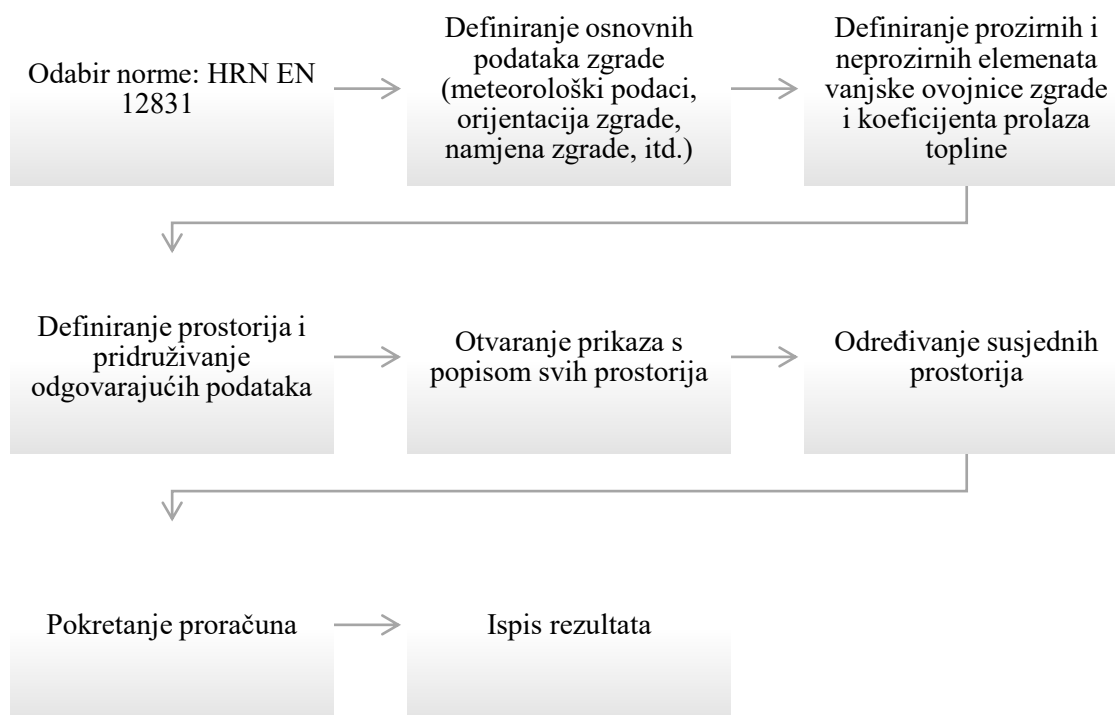 Odabir norme: HRN EN
12831
Definiranje osnovnih
podataka zgrade
(meteorološki podaci,
orijentacija zgrade,
namjena zgrade, itd.)
Definiranje prozirnih i
neprozirnih elemenata
vanjske ovojnice zgrade
i koeficijenta prolaza
topline
Definiranje prostorija i
pridruživanje
odgovarajućih podataka
Otvaranje prikaza s
popisom svih prostorija
Određivanje susjednih
prostorija
Pokretanje proračuna
Ispis rezultata